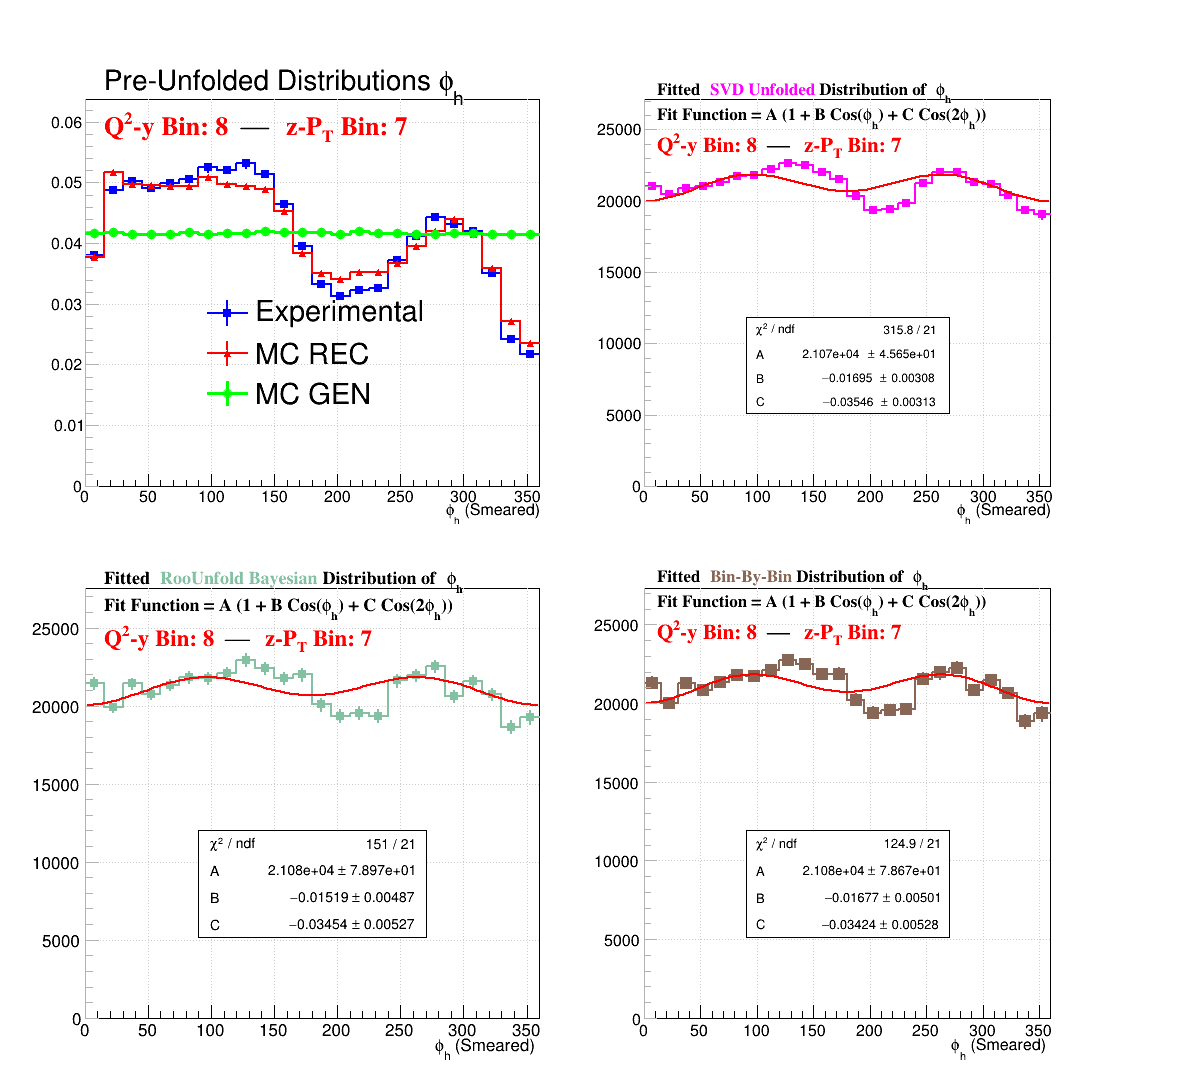 Pre-Unfolded Distributions ϕh
Q²-y Bin: 8 — z-PT Bin: 7
0.06
0.05
0.04
0.03
0.02
0.01
0
Experimental
MC REC
MC GEN
0 50 100 150 200 250 300 350
ϕh (Smeared)
Fitted SVD Unfolded Distribution of ϕh
Fit Function = A (1 + B Cos(ϕh) + C Cos(2ϕh))
Q²-y Bin: 8 — z-PT Bin: 7
25000
20000
15000
10000
5000
0
χ² / ndf 315.8 / 21
A 2.107e+04 ± 4.565e+01
B −0.01695 ± 0.00308
C −0.03546 ± 0.00313
0 50 100 150 200 250 300 350
ϕh (Smeared)
Fitted RooUnfold Bayesian Distribution of ϕh
Fit Function = A (1 + B Cos(ϕh) + C Cos(2ϕh))
Q²-y Bin: 8 — z-PT Bin: 7
25000
20000
15000
10000
5000
0
χ² / ndf 151 / 21
A 2.108e+04 ± 7.897e+01
B −0.01519 ± 0.00487
C −0.03454 ± 0.00527
0 50 100 150 200 250 300 350
ϕh (Smeared)
Fitted Bin-By-Bin Distribution of ϕh
Fit Function = A (1 + B Cos(ϕh) + C Cos(2ϕh))
Q²-y Bin: 8 — z-PT Bin: 7
25000
20000
15000
10000
5000
0
χ² / ndf 124.9 / 21
A 2.108e+04 ± 7.867e+01
B −0.01677 ± 0.00501
C −0.03424 ± 0.00528
0 50 100 150 200 250 300 350
ϕh (Smeared)